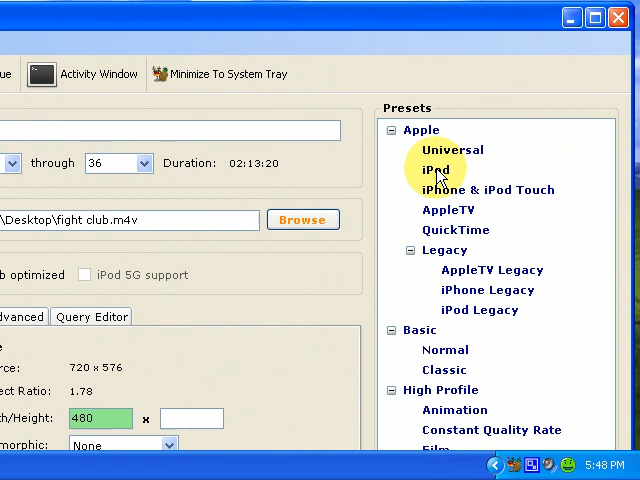 ue Activity Window Minimize To System Tray
Presets
Apple
Universal
through 36 Duration: 02:13:20
iPod
iPhone & iPod Touch
AppleTV
\Desktop\fight club.m4v Browse
QuickTime
Legacy
b optimized iPod 5G support
AppleTV Legacy
iPhone Legacy
iPod Legacy
dvanced Query Editor
Basic
Normal
e
rce: 720 x 576
Classic
ect Ratio: 1.78
High Profile
Animation
th/Height: 480 x
Constant Quality Rate
morphic: None
Film
5:48 PM